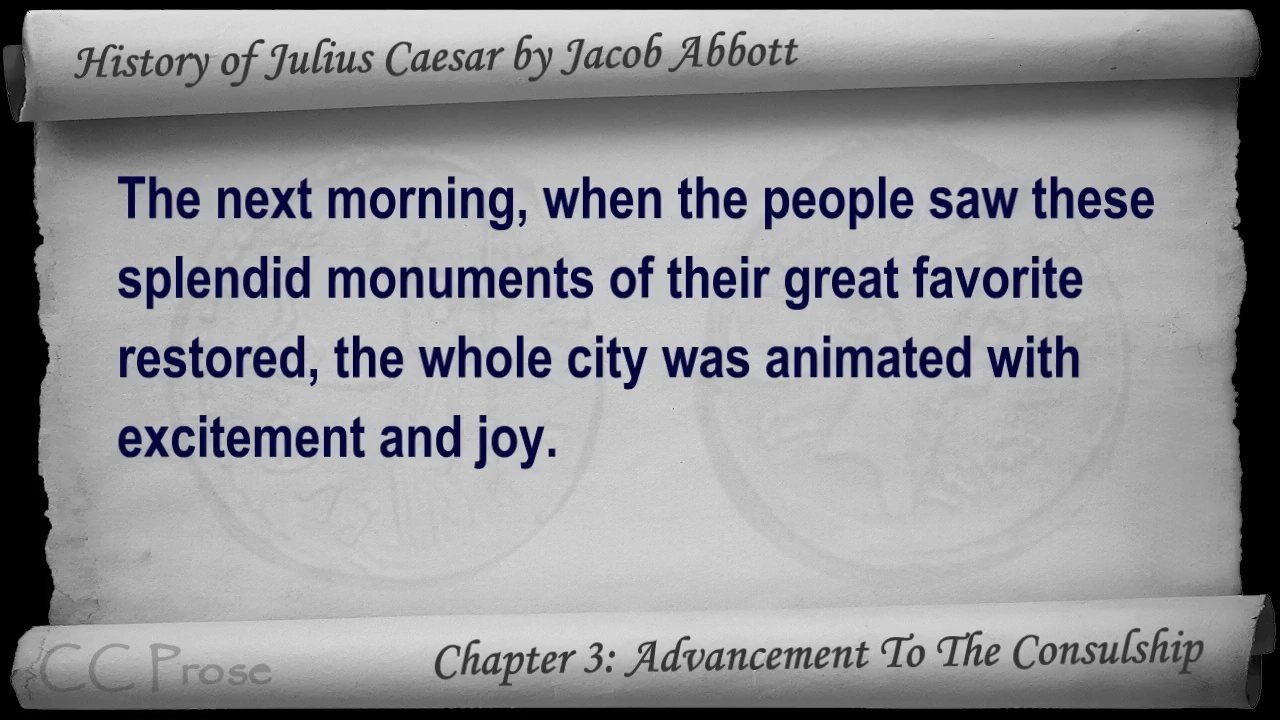 History of Julius Caesar by Jacob Abbott
The next morning, when the people saw these
splendid monuments of their great favorite
restored, the whole city was animated with
excitement and joy.
CC Prose
Chapter 3: Advancement To The Consulship